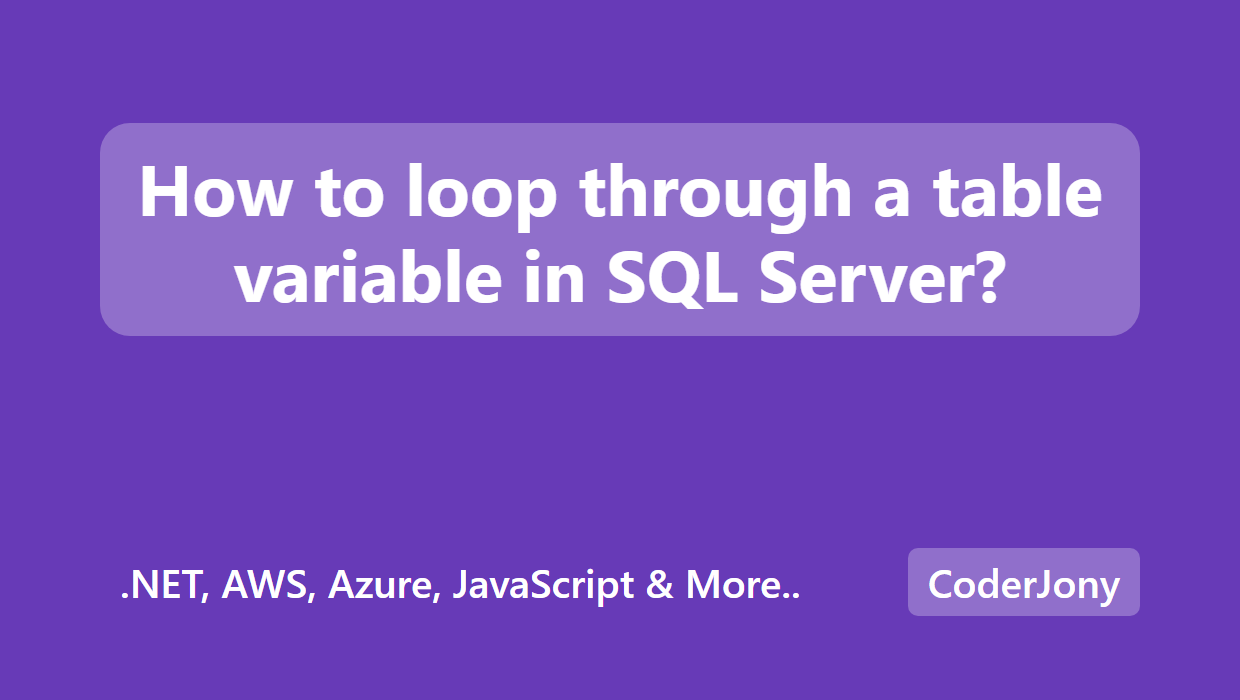 How to loop through a table
variable in SQL Server?
.NET, AWS, Azure, JavaScript & More..
CoderJony